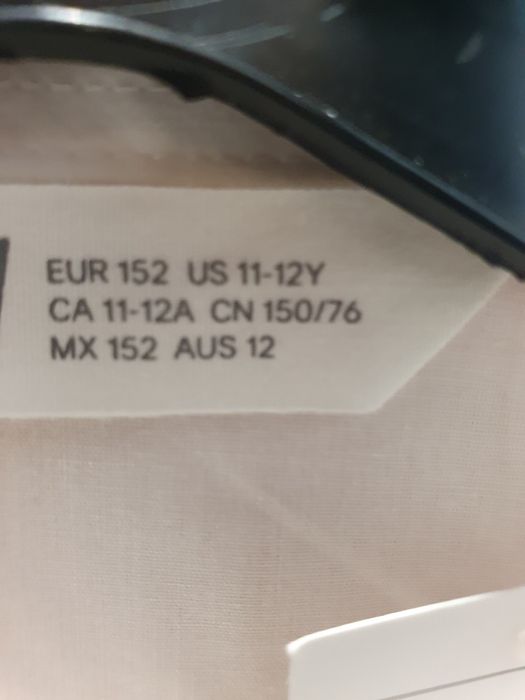 EUR 152 US 11-12Y
CA 11-12A CN 150/76
MX 152 AUS 12